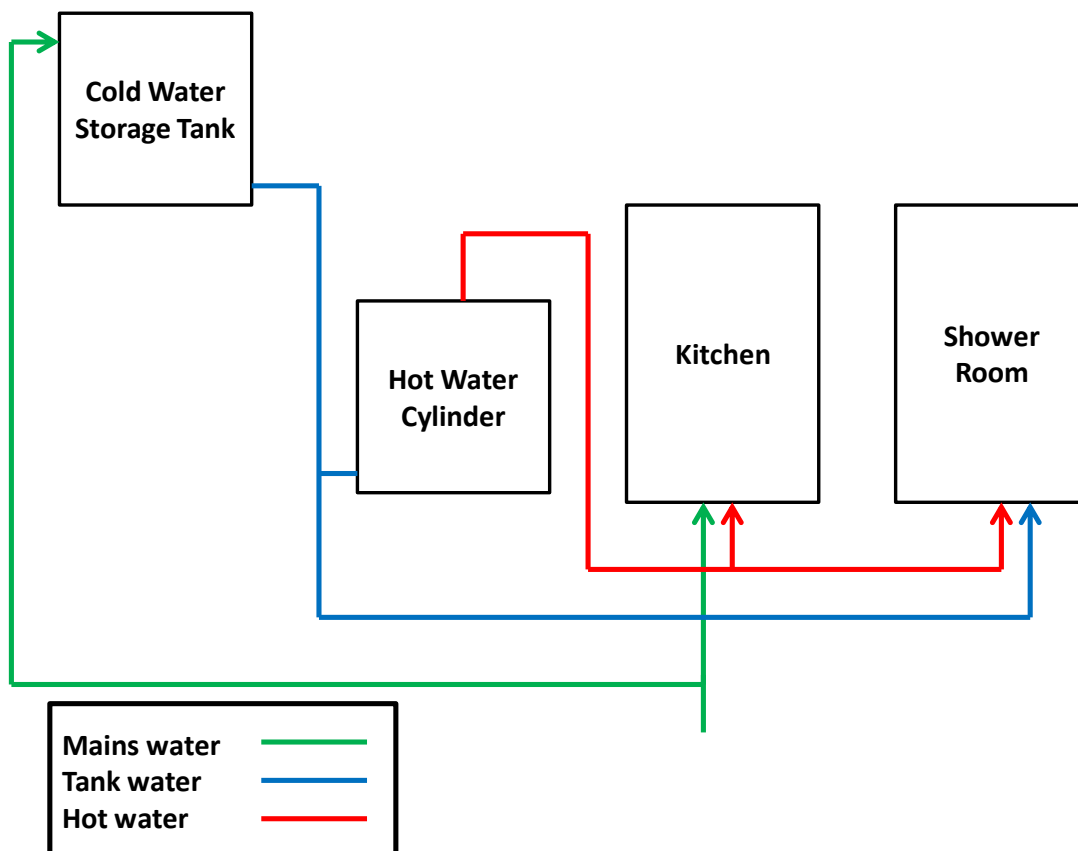 Cold Water
Storage Tank
Hot Water
Cylinder
Kitchen
Shower
Room
Mains water
Tank water
Hot water